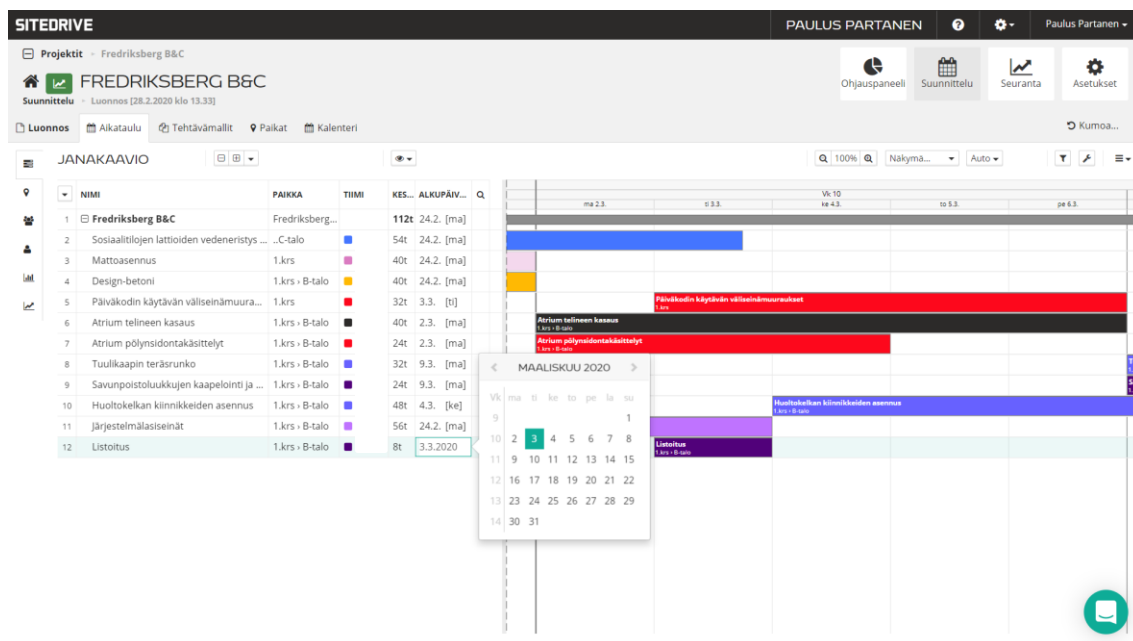 SITEDRIVE PAULUS PARTANEN Paulus Partanen
Projektit - Fredriksberg B&C
FREDRIKSBERG B&C
Suunnittelu - Luonnos [28.2.2020 klo 13.33]
Ohjauspaneeli Suunnittelu Seuranta Asetukset
Luonnos Aikataulu Tehtävämallit Paikat Kalenteri Kumoa...
JANAKAAVIO 100% Näkymä... Auto
NIMI PAIKKA TIIMI KES... ALKUPÄIV...
Vk 10
ma 2.3. ti 3.3. ke 4.3. to 5.3. pe 6.3.
1 Fredriksberg B&C Fredriksberg... 112t 24.2. [ma]
2 Sosiaalitilojen lattioiden vedeneristys ... ..C-talo 54t 24.2. [ma]
3 Mattoasennus 1.krs 40t 24.2. [ma]
4 Design-betoni 1.krs › B-talo 40t 24.2. [ma]
5 Päiväkodin käytävän väliseinämuura... 1.krs 32t 3.3. [ti]
Päiväkodin käytävän väliseinämuuraukset
1.krs
6 Atrium telineen kasaus 1.krs › B-talo 40t 2.3. [ma]
Atrium telineen kasaus
1.krs › B-talo
7 Atrium pölynsidontakäsittelyt 1.krs › B-talo 24t 2.3. [ma]
Atrium pölynsidontakäsittelyt
1.krs › B-talo
8 Tuulikaapin teräsrunko 1.krs › B-talo 32t 9.3. [ma]
9 Savunpoistoluukkujen kaapelointi ja ... 1.krs › B-talo 24t 9.3. [ma]
10 Huoltokelkan kiinnikkeiden asennus 1.krs › B-talo 48t 4.3. [ke]
Huoltokelkan kiinnikkeiden asennus
1.krs › B-talo
11 Järjestelmälasiseinät 1.krs › B-talo 56t 24.2. [ma]
12 Listoitus 1.krs › B-talo 8t 3.3.2020
Listoitus
1.krs › B-talo
MAALISKUU 2020
Vk ma ti ke to pe la su
9 1
10 2 3 4 5 6 7 8
11 9 10 11 12 13 14 15
12 16 17 18 19 20 21 22
13 23 24 25 26 27 28 29
14 30 31